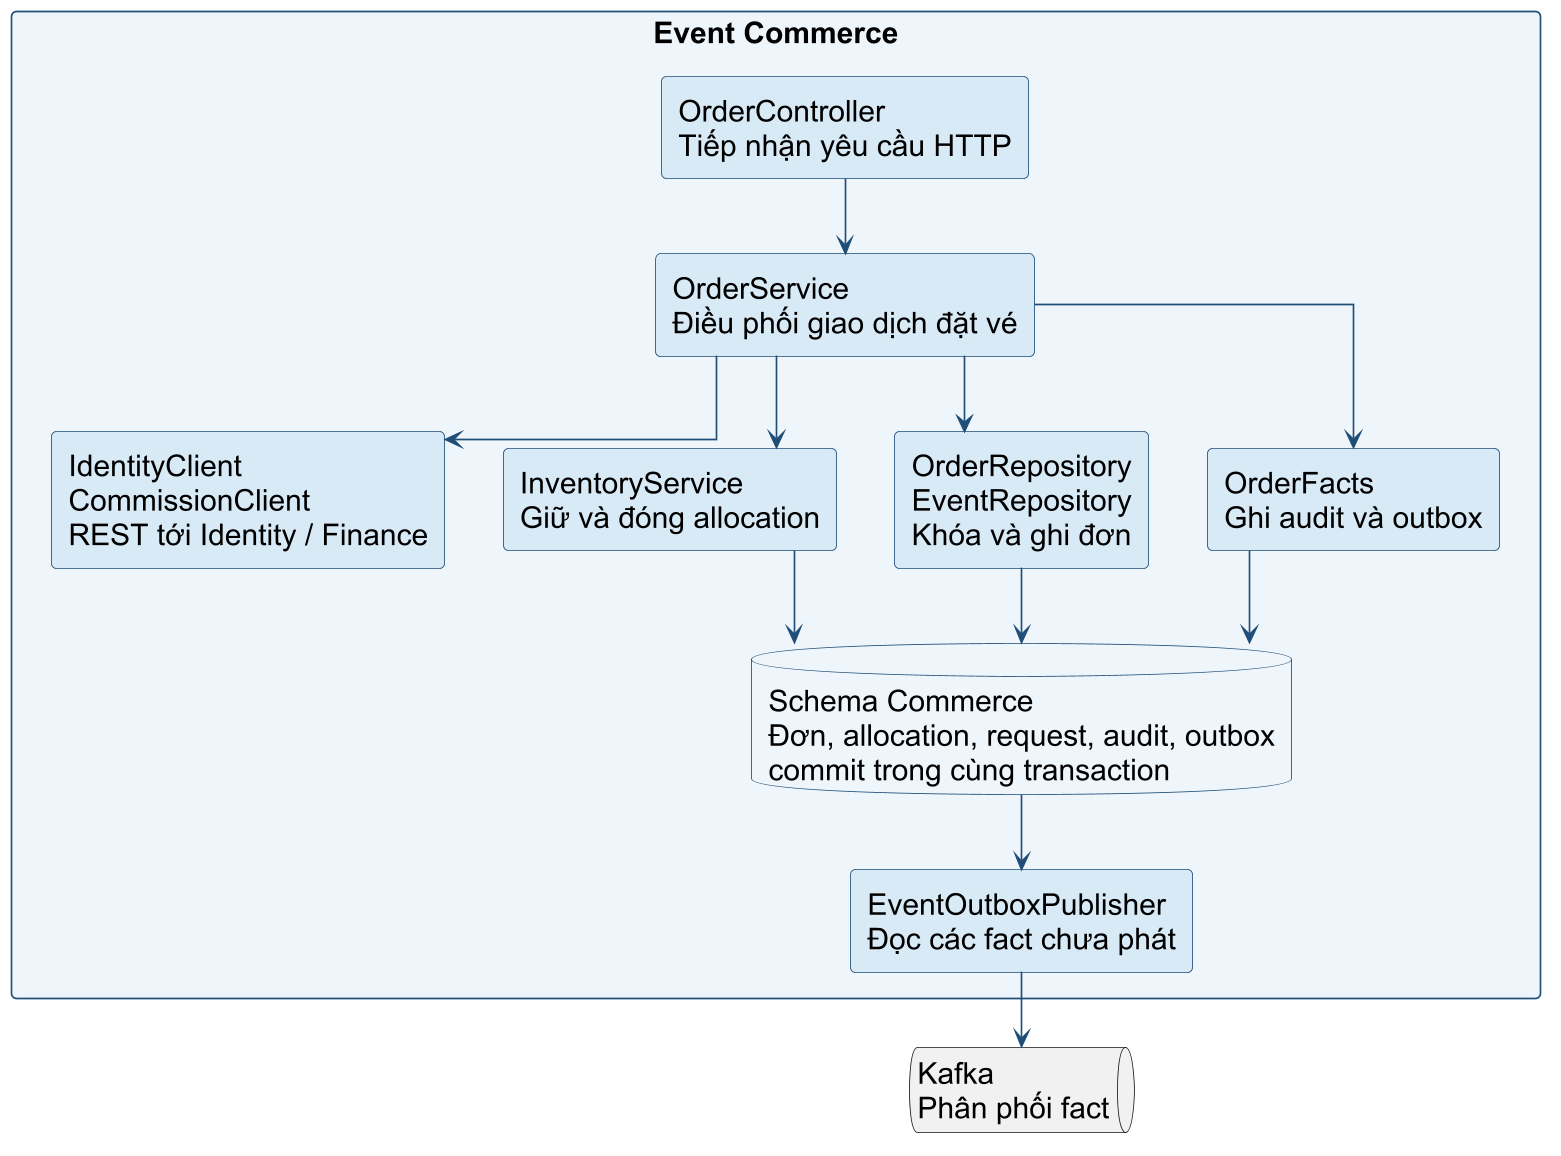 Event Commerce
OrderController
Tiếp nhận yêu cầu HTTP
OrderService
Điều phối giao dịch đặt vé
IdentityClient
CommissionClient
REST tới Identity / Finance
InventoryService
Giữ và đóng allocation
OrderRepository
EventRepository
Khóa và ghi đơn
OrderFacts
Ghi audit và outbox
Schema Commerce
Đơn, allocation, request, audit, outbox
commit trong cùng transaction
EventOutboxPublisher
Đọc các fact chưa phát
Kafka
Phân phối fact